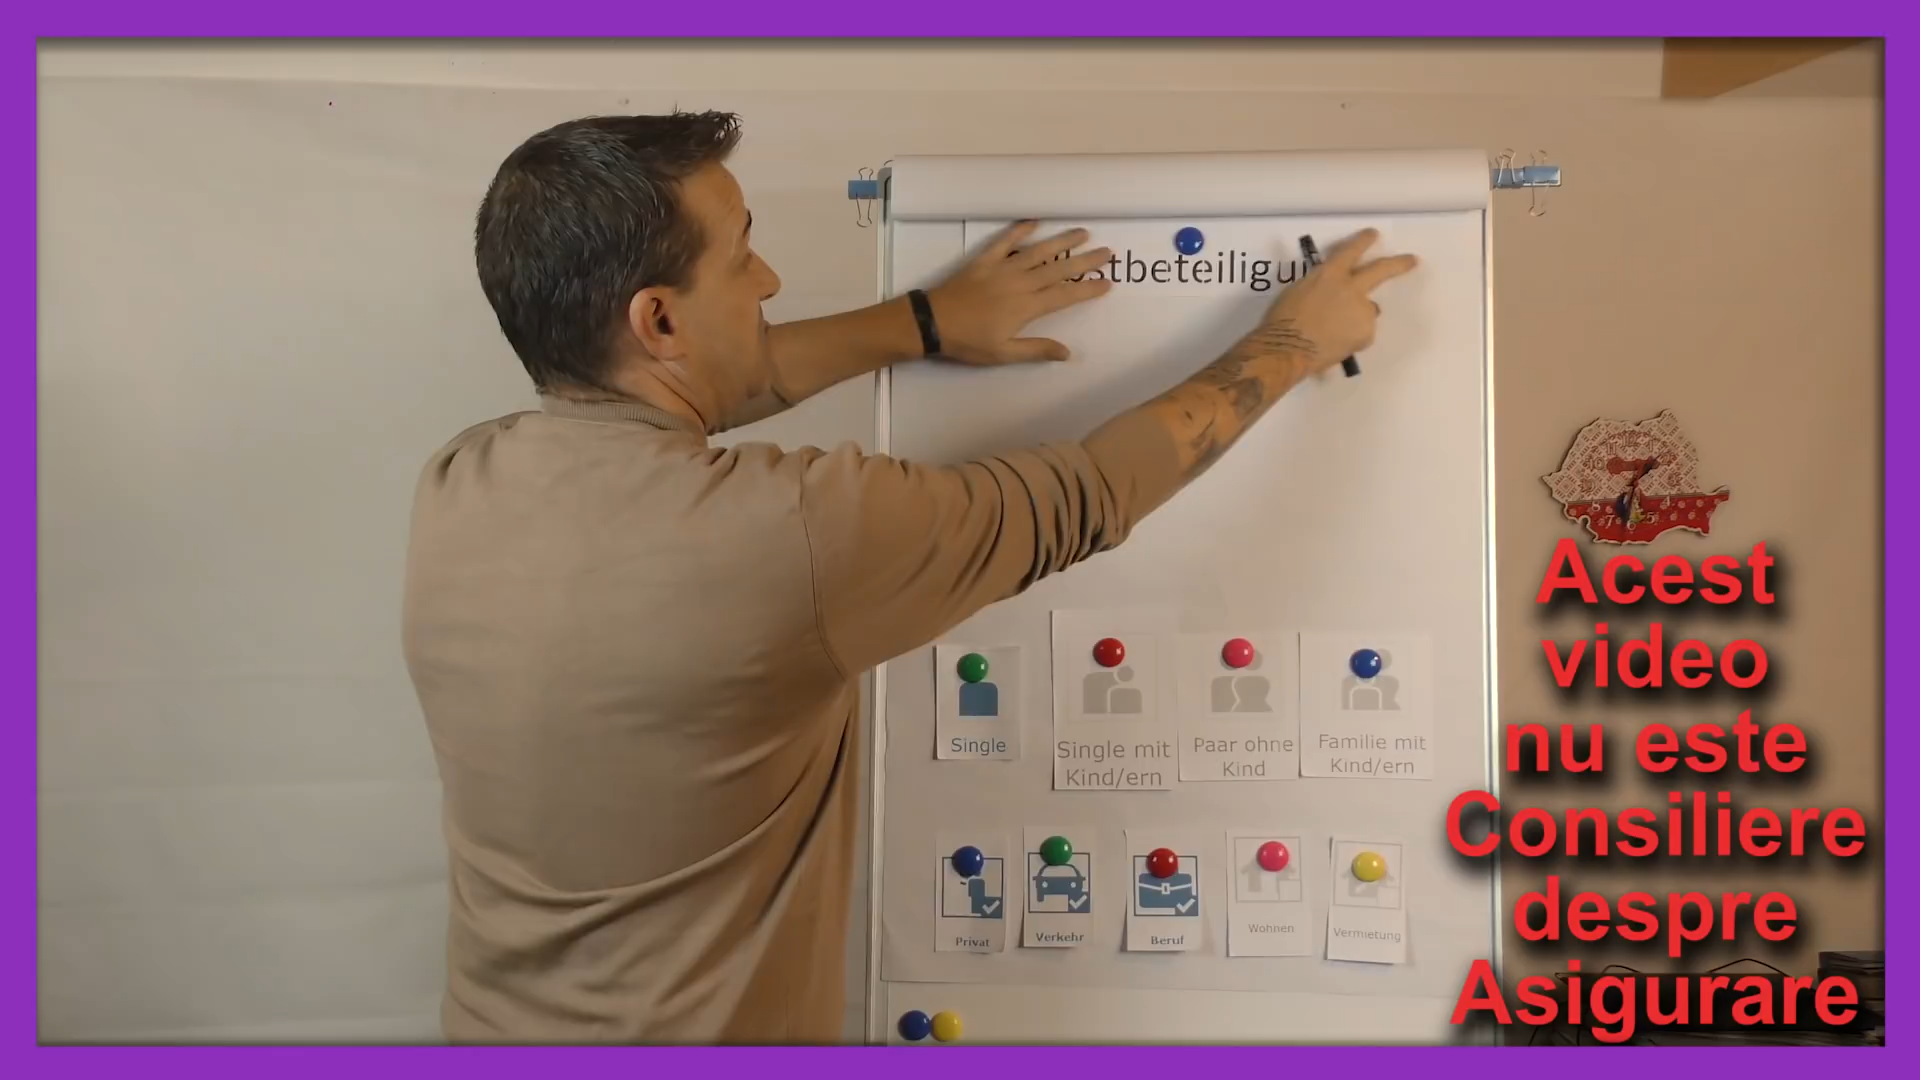 Selbstbeteiligung
Single
Single mit
Kind/ern
Paar ohne
Kind
Familie mit
Kind/ern
Privat
Verkehr
Beruf
Wohnen
Vermietung
Acest
video
nu este
Consiliere
despre
Asigurare